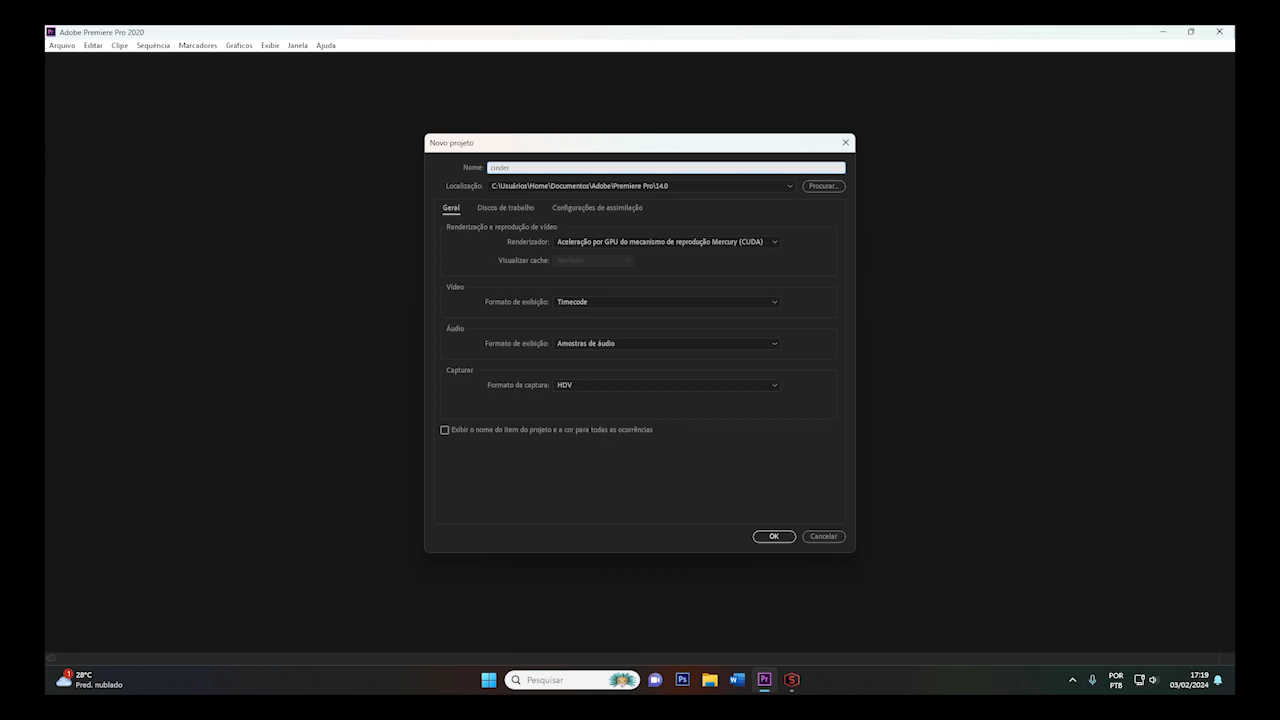 Adobe Premiere Pro 2020
Arquivo Editar Clipe Sequência Marcadores Gráficos Exibir Janela Ajuda
Novo projeto
Nome: cinder
Localização: C:\Usuários\Home\Documentos\Adobe\Premiere Pro\14.0 Procurar...
Geral Discos de trabalho Configurações de assimilação
Renderização e reprodução de vídeo
Renderizador: Aceleração por GPU do mecanismo de reprodução Mercury (CUDA)
Visualizar cache: Nenhum
Vídeo
Formato de exibição: Timecode
Áudio
Formato de exibição: Amostras de áudio
Capturar
Formato da captura: HDV
Exibir o nome do item do projeto e a cor para todas as ocorrências
OK Cancelar
1 28°C
Pred. nublado
Pesquisar
Ps
Pr
POR
PTB
17:19
03/02/2024